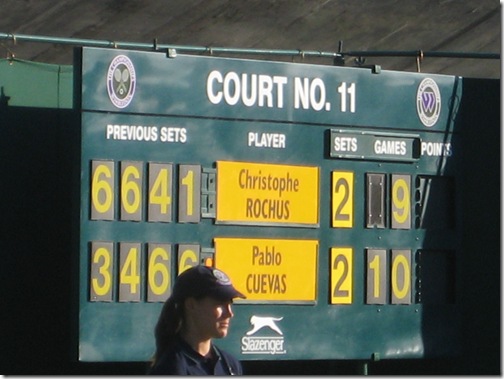 COURT NO. 11
PREVIOUS SETS PLAYER SETS GAMES POINTS
6 6 4 1 Christophe ROCHUS 2 9
3 4 6 6 Pablo CUEVAS 2 10
Slazenger